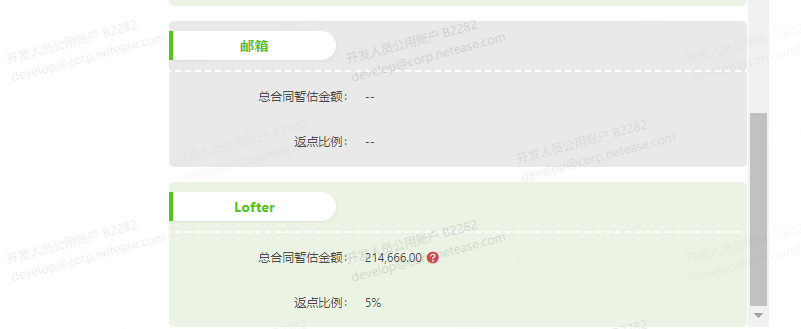 邮箱
总合同暂估金额： --
返点比例： --
Lofter
总合同暂估金额： 214,666.00 ?
返点比例： 5%
开发人员公用账户 B2282
develop@corp.netease.com
开发人员公用账户 B2282
develop@corp.netease.com
开发人员公用账户 B2282
develop@corp.netease.com
开发人员公用账户 B2282
develop@corp.netease.com
开发人员公用账户 B2282
develop@corp.netease.com
开发人员公用账户 B2282
develop@corp.netease.com